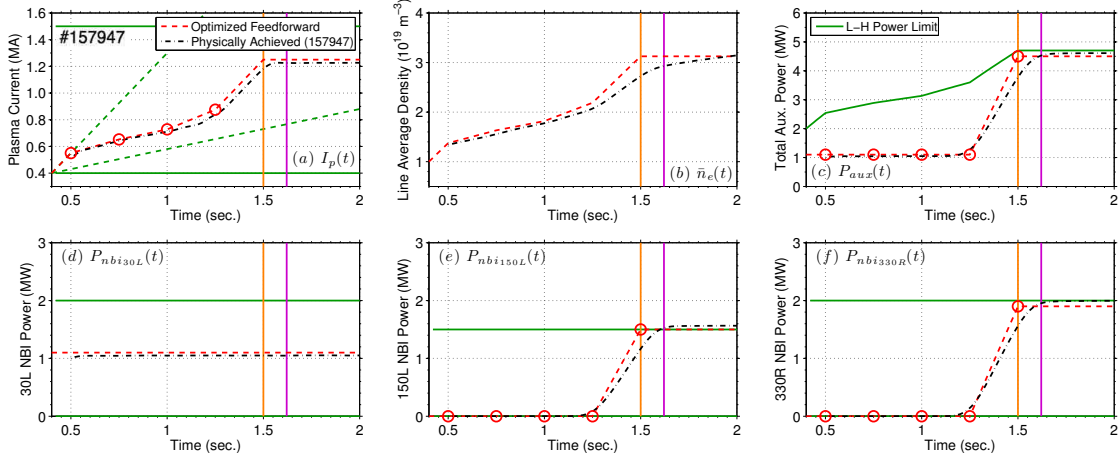 #157947
Optimized Feedforward
Physically Achieved (157947)
Plasma Current (MA)
1.6
1.4
1.2
1.0
0.8
0.6
0.4
(a) I_p(t)
0.5
1
1.5
2
Time (sec.)
Line Average Density (10^19 m^−3)
4
3
2
1
(b) n̄_e(t)
0.5
1
1.5
2
Time (sec.)
L−H Power Limit
Total Aux. Power (MW)
6
5
4
3
2
1
0
(c) P_aux(t)
0.5
1
1.5
2
Time (sec.)
(d) P_nbi_30L(t)
30L NBI Power (MW)
3
2
1
0
0.5
1
1.5
2
Time (sec.)
(e) P_nbi_150L(t)
150L NBI Power (MW)
3
2
1
0
0.5
1
1.5
2
Time (sec.)
(f) P_nbi_330R(t)
330R NBI Power (MW)
3
2
1
0
0.5
1
1.5
2
Time (sec.)